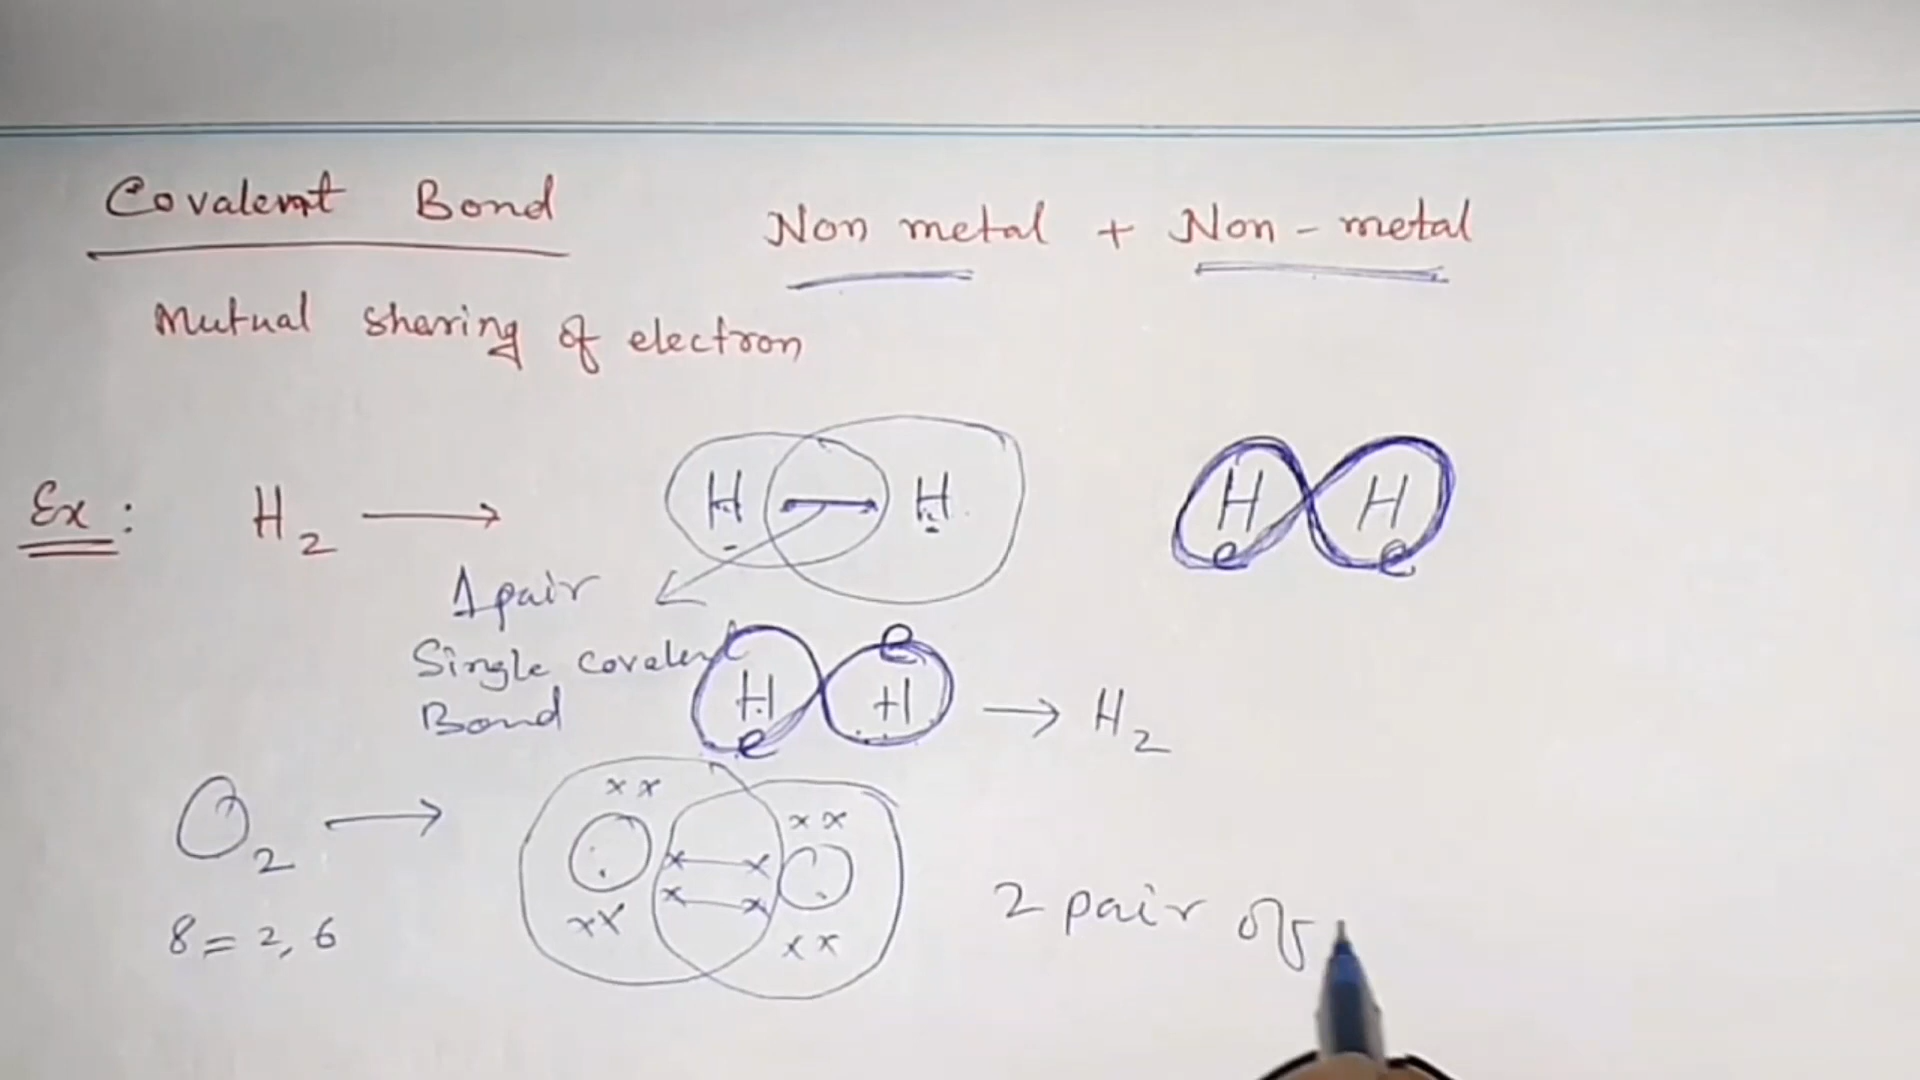 Covalent Bond
Non metal + Non-metal
Mutual sharing of electron
Ex: H2 → H H
H H
e e
1 pair
Single covalent
Bond
e
H H → H2
e
O2 →
x x
x x
x x
x x
x x
x x
8 = 2, 6
2 pair of